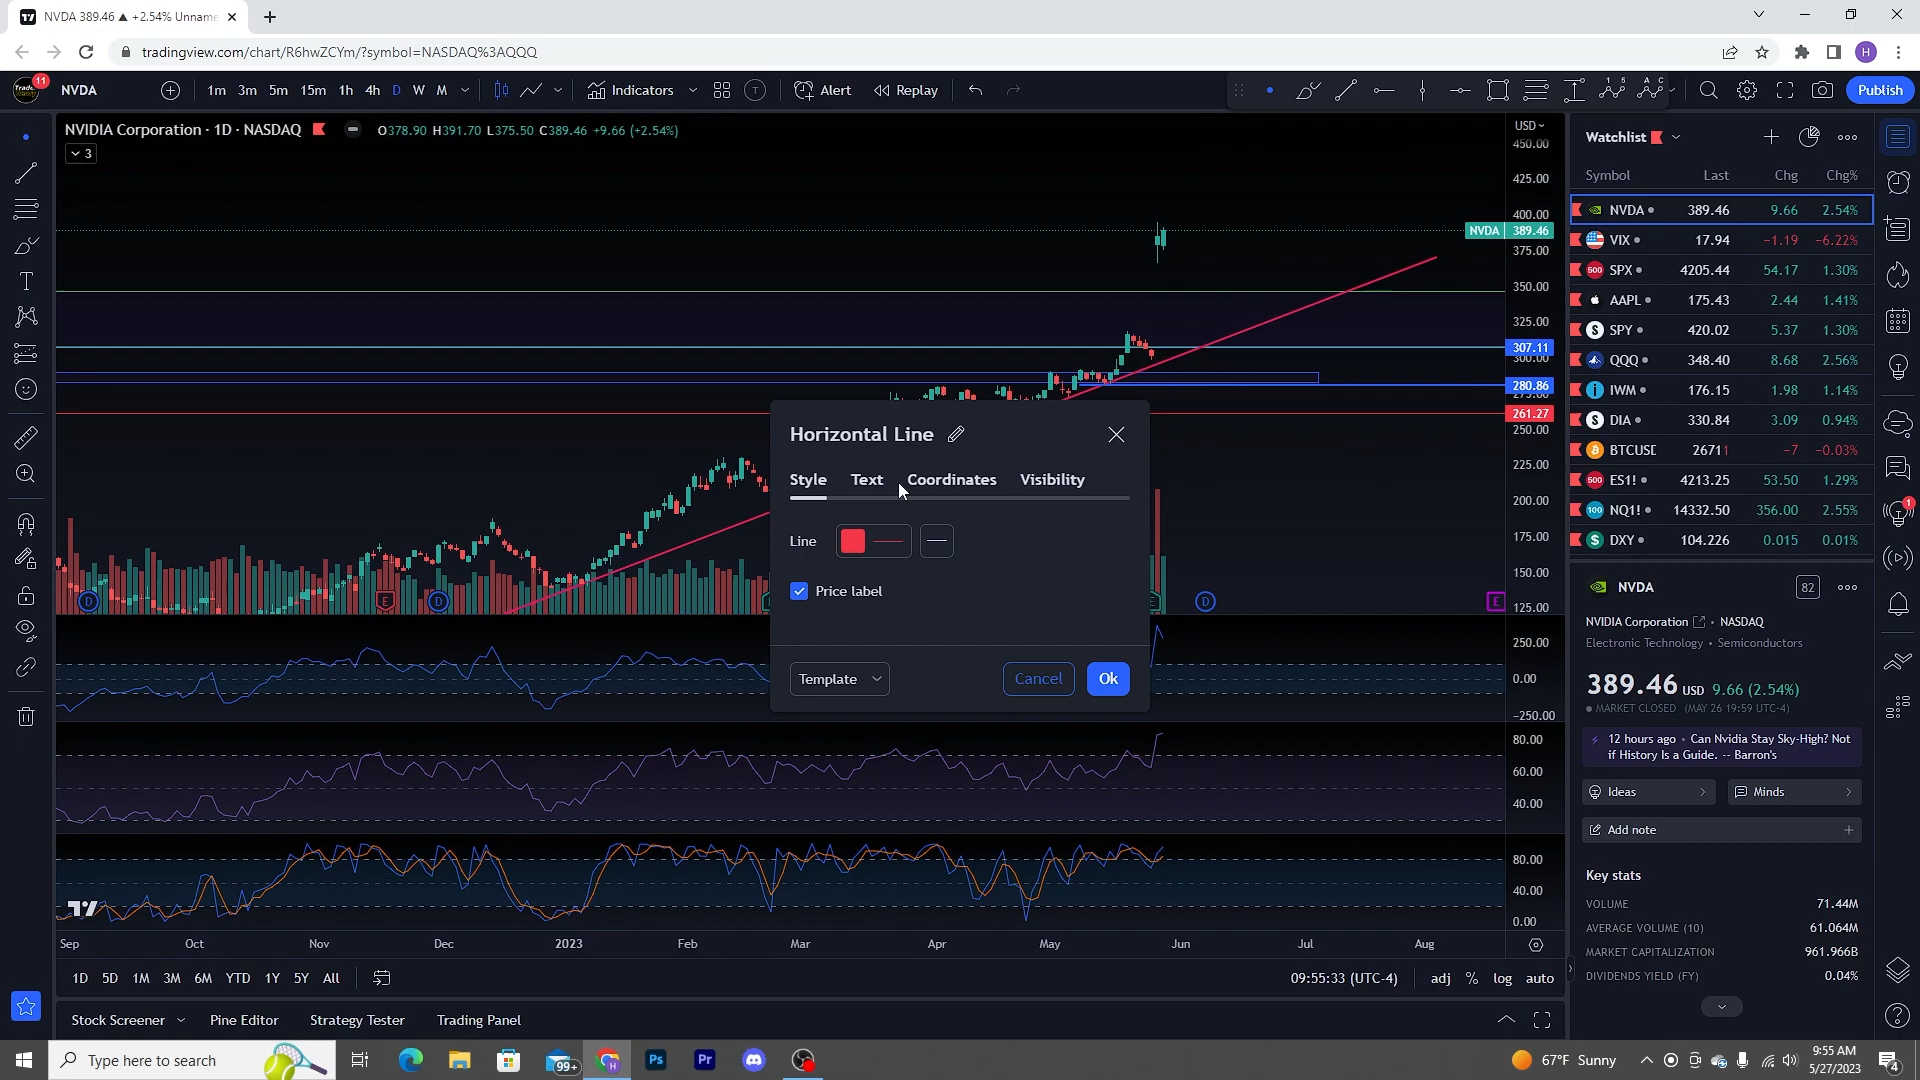 NVDA 389.46 ▲ +2.54% Unname
tradingview.com/chart/R6hwZCYm/?symbol=NASDAQ%3AQQQ
H
11
NVDA
1m 3m 5m 15m 1h 4h D W M
Indicators
Alert
Replay
Publish
NVIDIA Corporation · 1D · NASDAQ
O378.90 H391.70 L375.50 C389.46 +9.66 (+2.54%)
3
USD
450.00
425.00
400.00
NVDA 389.46
375.00
350.00
325.00
307.11
300.00
280.86
275.00
261.27
250.00
225.00
200.00
175.00
150.00
125.00
250.00
0.00
−250.00
80.00
60.00
40.00
80.00
40.00
0.00
D E D E D E
Horizontal Line
Style Text Coordinates Visibility
Line
Price label
Template
Cancel
Ok
Sep Oct Nov Dec 2023 Feb Mar Apr May Jun Jul Aug
1D 5D 1M 3M 6M YTD 1Y 5Y All
09:55:33 (UTC-4) adj % log auto
Stock Screener Pine Editor Strategy Tester Trading Panel
Watchlist
Symbol Last Chg Chg%
NVDA 389.46 9.66 2.54%
VIX 17.94 −1.19 −6.22%
SPX 4205.44 54.17 1.30%
AAPL 175.43 2.44 1.41%
SPY 420.02 5.37 1.30%
QQQ 348.40 8.68 2.56%
IWM 176.15 1.98 1.14%
DIA 330.84 3.09 0.94%
BTCUSD 26711 −7 −0.03%
ES1! 4213.25 53.50 1.29%
NQ1! 14332.50 356.00 2.55%
DXY 104.226 0.015 0.01%
NVDA
82
NVIDIA Corporation · NASDAQ
Electronic Technology • Semiconductors
389.46 USD 9.66 (2.54%)
MARKET CLOSED (MAY 26 19:59 UTC-4)
12 hours ago • Can Nvidia Stay Sky-High? Not
if History Is a Guide. -- Barron's
Ideas
Minds
Add note
Key stats
VOLUME 71.44M
AVERAGE VOLUME (10) 61.064M
MARKET CAPITALIZATION 961.966B
DIVIDENDS YIELD (FY) 0.04%
1
Type here to search
99+
Ps
Pr
67°F Sunny
9:55 AM
5/27/2023
4